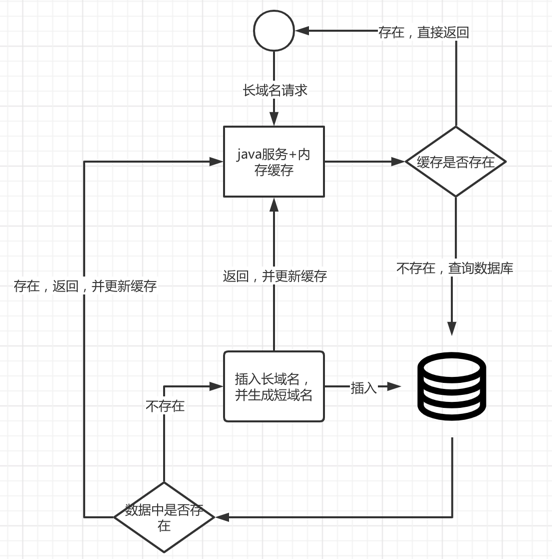 存在，直接返回
长域名请求
java服务+内
存缓存
缓存是否存在
不存在，查询数据库
返回，并更新缓存
存在，返回，并更新缓存
插入长域名，
并生成短域名
插入
不存在
数据中是否存
在